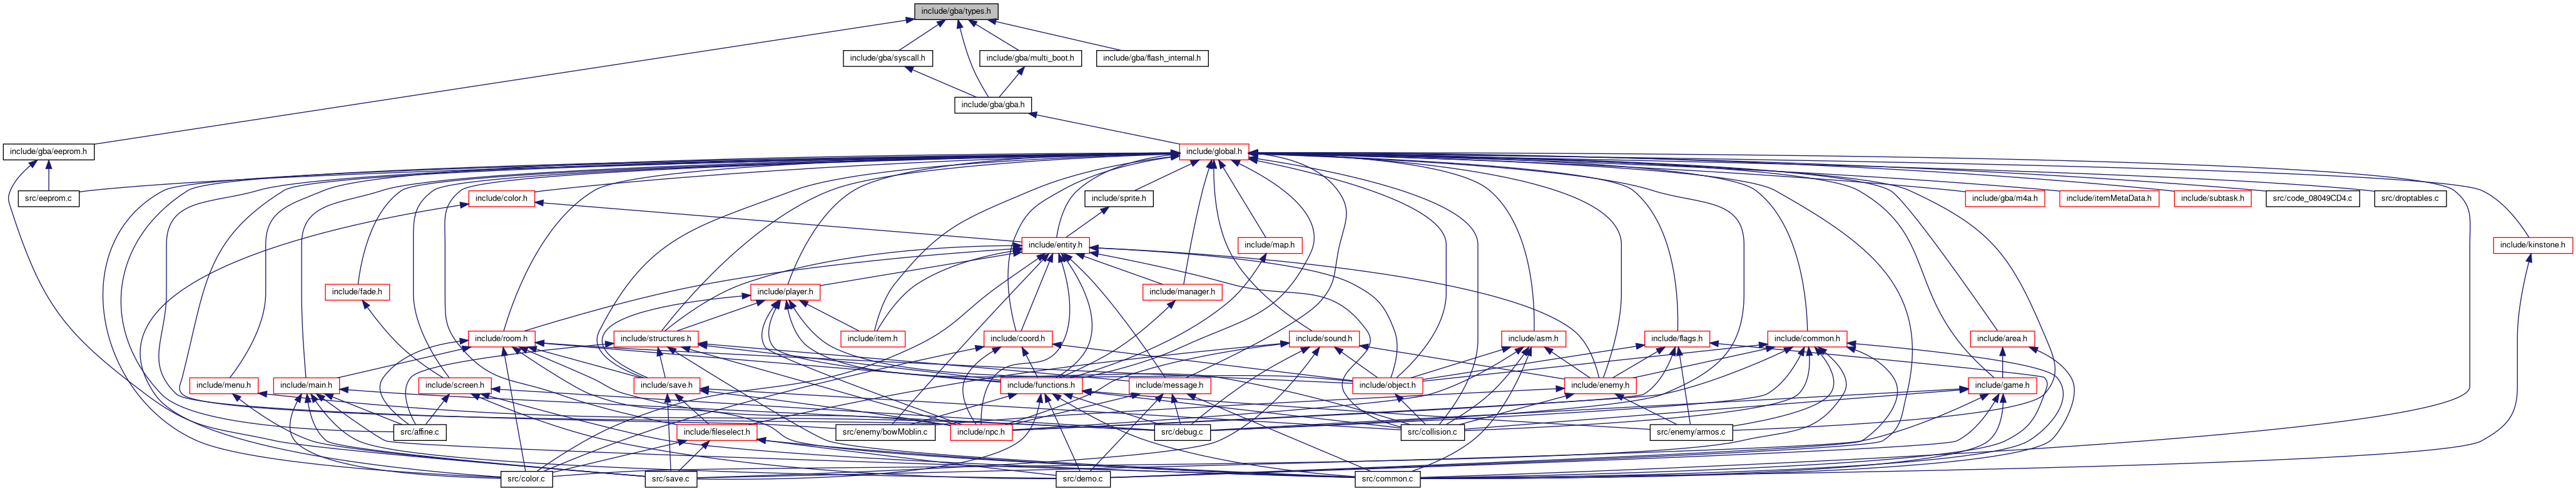 include/gba/types.h
include/gba/syscall.h
include/gba/multi_boot.h
include/gba/flash_internal.h
include/gba/gba.h
include/gba/eeprom.h
include/global.h
src/eeprom.c
include/color.h
include/sprite.h
include/gba/m4a.h
include/itemMetaData.h
include/subtask.h
src/code_08049CD4.c
src/droptables.c
include/entity.h
include/map.h
include/kinstone.h
include/fade.h
include/player.h
include/manager.h
include/room.h
include/structures.h
include/item.h
include/coord.h
include/sound.h
include/asm.h
include/flags.h
include/common.h
include/area.h
include/menu.h
include/main.h
include/screen.h
include/save.h
include/functions.h
include/message.h
include/object.h
include/enemy.h
include/game.h
src/affine.c
include/fileselect.h
src/enemy/bowMoblin.c
include/npc.h
src/debug.c
src/collision.c
src/enemy/armos.c
src/color.c
src/save.c
src/demo.c
src/common.c